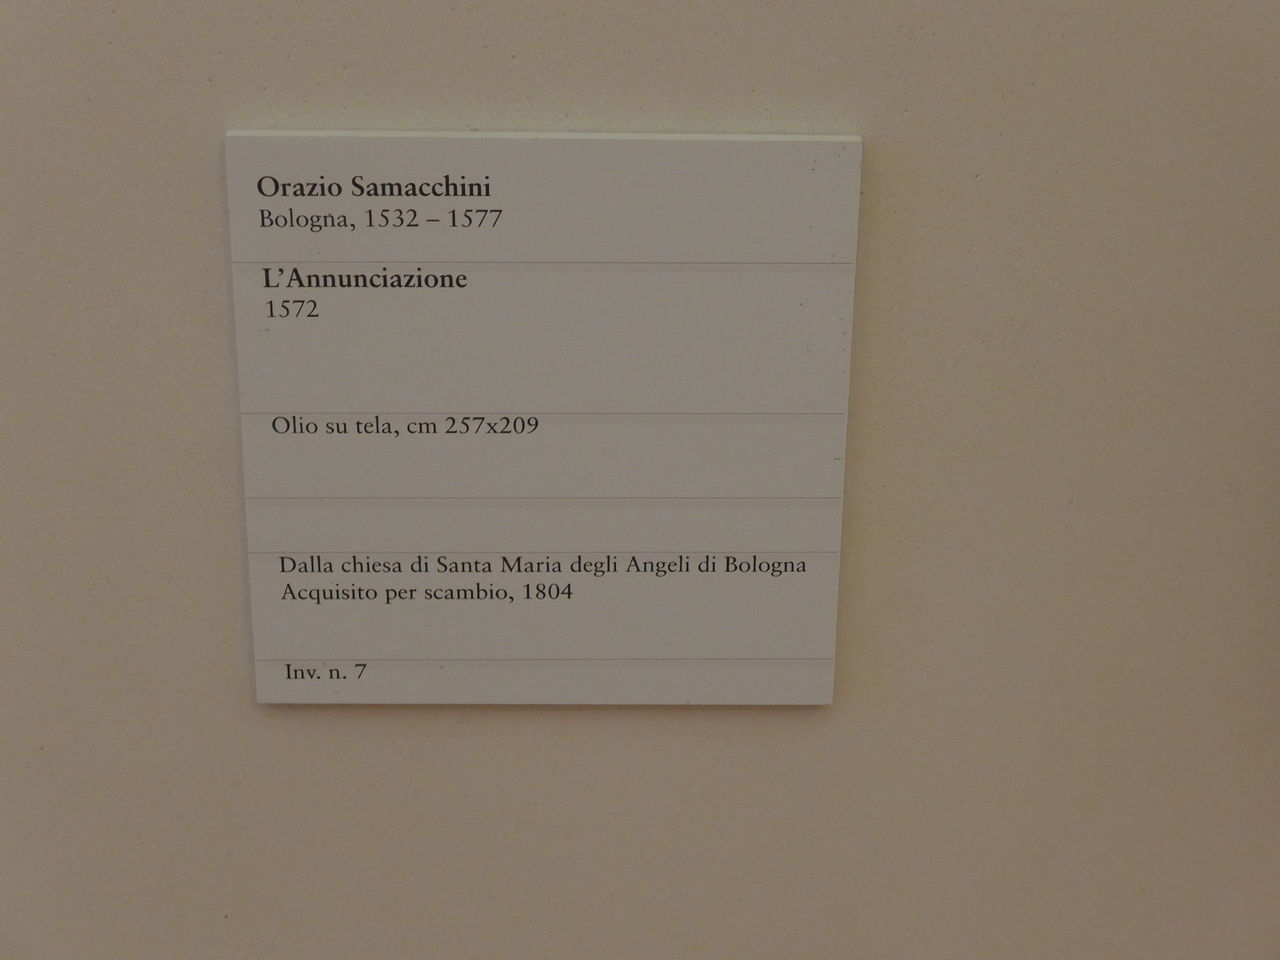 Orazio Samacchini
Bologna, 1532 – 1577
L’Annunciazione
1572
Olio su tela, cm 257x209
Dalla chiesa di Santa Maria degli Angeli di Bologna
Acquisito per scambio, 1804
Inv. n. 7